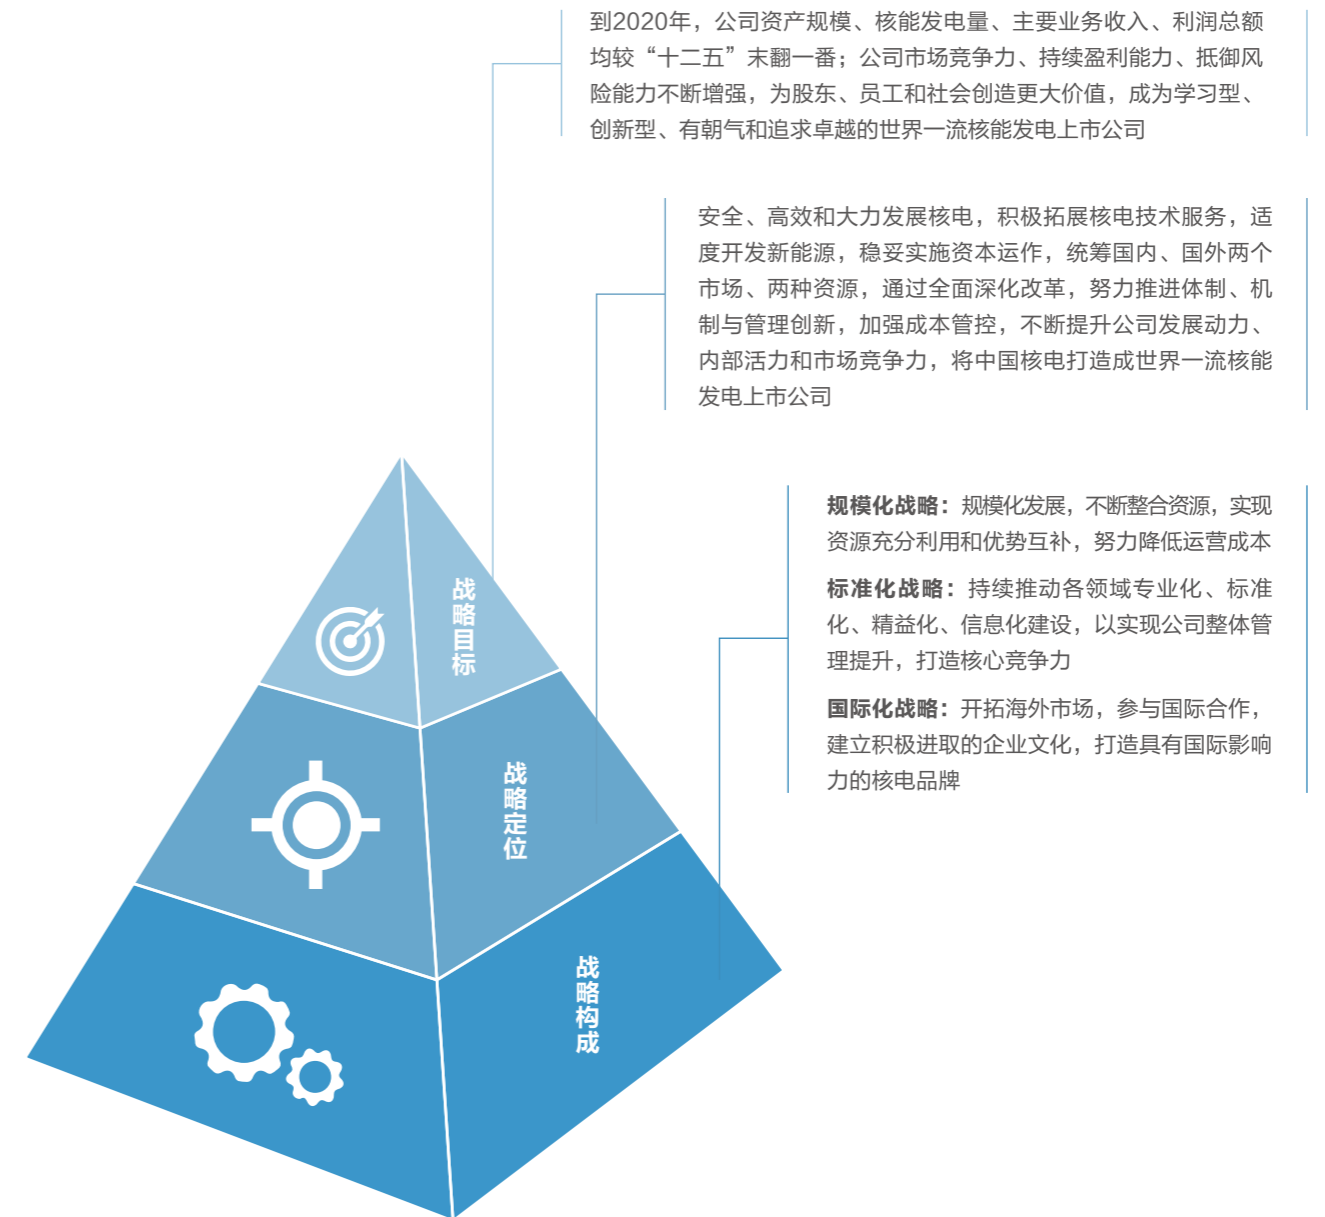 到2020年，公司资产规模、核能发电量、主要业务收入、利润总额
均较“十二五”末翻一番；公司市场竞争力、持续盈利能力、抵御风
险能力不断增强，为股东、员工和社会创造更大价值，成为学习型、
创新型、有朝气和追求卓越的世界一流核能发电上市公司
安全、高效和大力发展核电，积极拓展核电技术服务，适
度开发新能源，稳妥实施资本运作，统筹国内、国外两个
市场、两种资源，通过全面深化改革，努力推进体制、机
制与管理创新，加强成本管控，不断提升公司发展动力、
内部活力和市场竞争力，将中国核电打造成世界一流核能
发电上市公司
规模化战略：规模化发展，不断整合资源，实现
资源充分利用和优势互补，努力降低运营成本
标准化战略：持续推动各领域专业化、标准
化、精益化、信息化建设，以实现公司整体管
理提升，打造核心竞争力
国际化战略：开拓海外市场，参与国际合作，
建立积极进取的企业文化，打造具有国际影响
力的核电品牌
战略目标
战略定位
战略构成